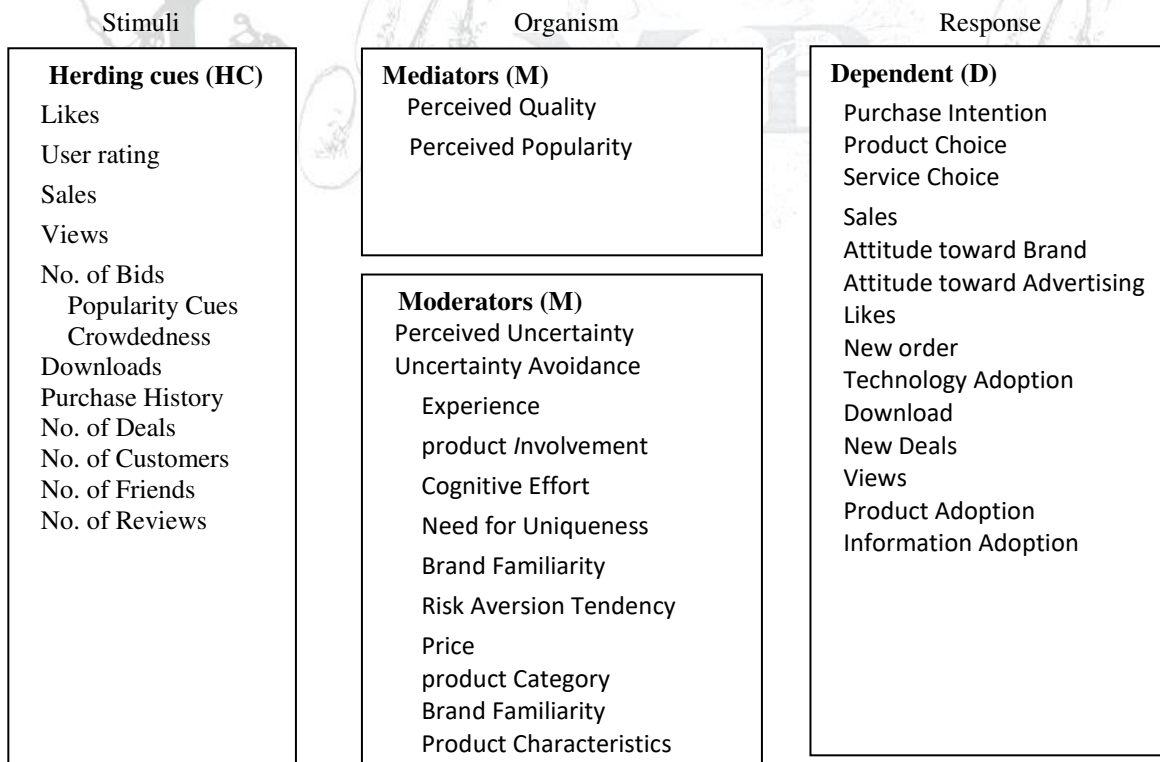 Stimuli
Organism
Response
Herding cues (HC)
Likes
User rating
Sales
Views
No. of Bids
Popularity Cues
Crowdedness
Downloads
Purchase History
No. of Deals
No. of Customers
No. of Friends
No. of Reviews
Mediators (M)
Perceived Quality
Perceived Popularity
Moderators (M)
Perceived Uncertainty
Uncertainty Avoidance
Experience
product Involvement
Cognitive Effort
Need for Uniqueness
Brand Familiarity
Risk Aversion Tendency
Price
product Category
Brand Familiarity
Product Characteristics
Dependent (D)
Purchase Intention
Product Choice
Service Choice
Sales
Attitude toward Brand
Attitude toward Advertising
Likes
New order
Technology Adoption
Download
New Deals
Views
Product Adoption
Information Adoption